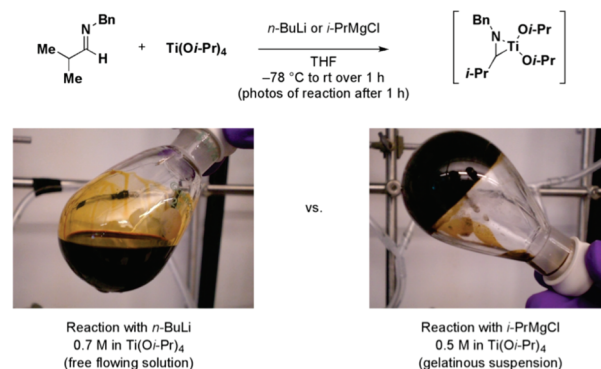 Bn
N
Me
H
Me
+
Ti(Oi-Pr)4
n-BuLi or i-PrMgCl
THF
–78 °C to rt over 1 h
(photos of reaction after 1 h)
Bn
N
Oi-Pr
Ti
Oi-Pr
i-Pr
vs.
Reaction with n-BuLi
0.7 M in Ti(Oi-Pr)4
(free flowing solution)
Reaction with i-PrMgCl
0.5 M in Ti(Oi-Pr)4
(gelatinous suspension)